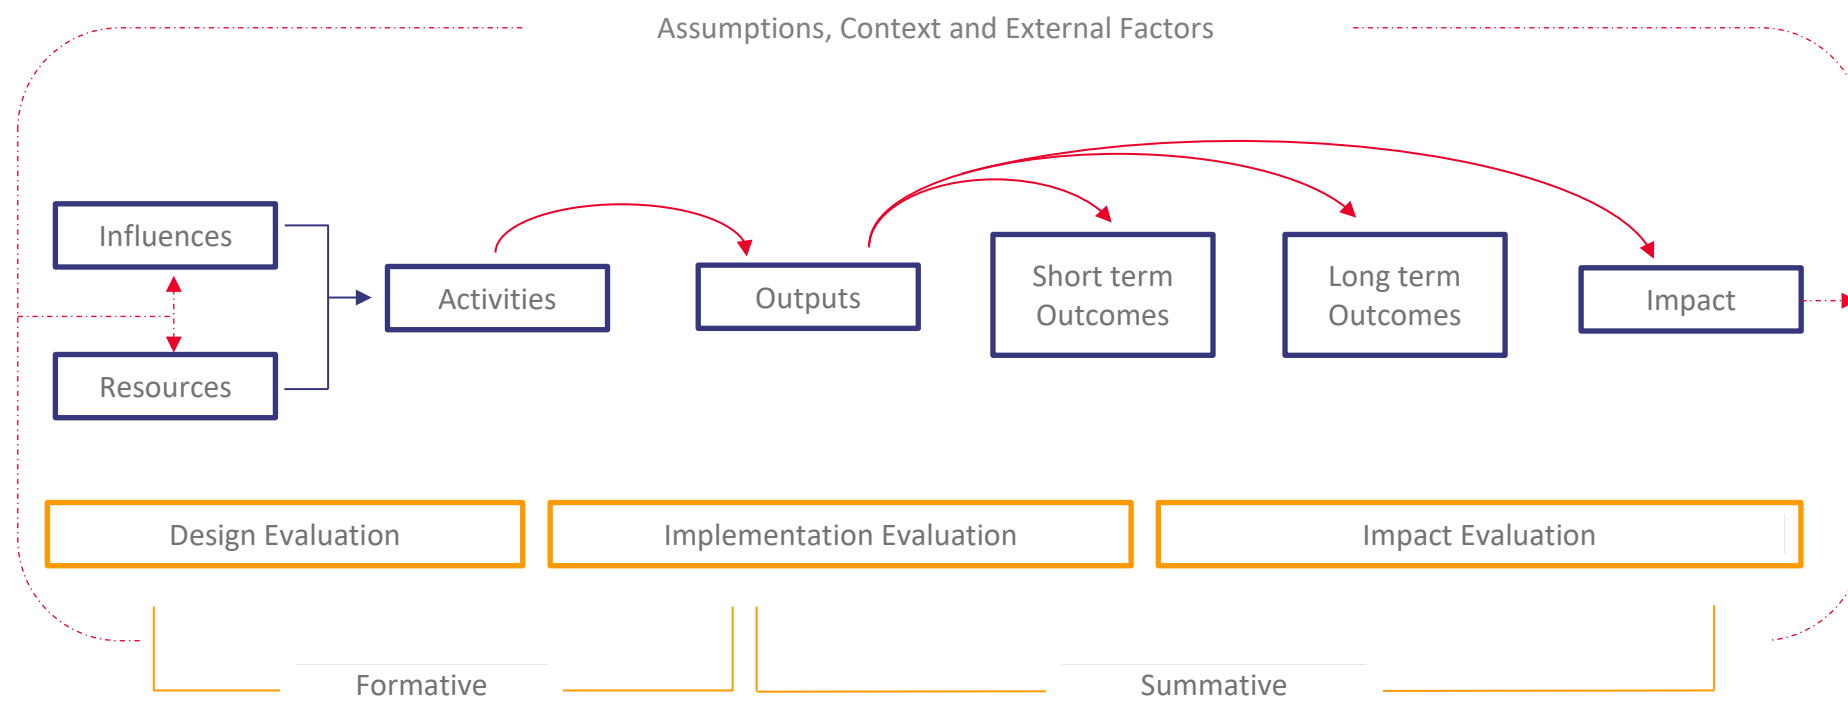 Assumptions, Context and External Factors
Influences
Resources
Activities
Outputs
Short term
Outcomes
Long term
Outcomes
Impact
Design Evaluation
Implementation Evaluation
Impact Evaluation
Formative
Summative